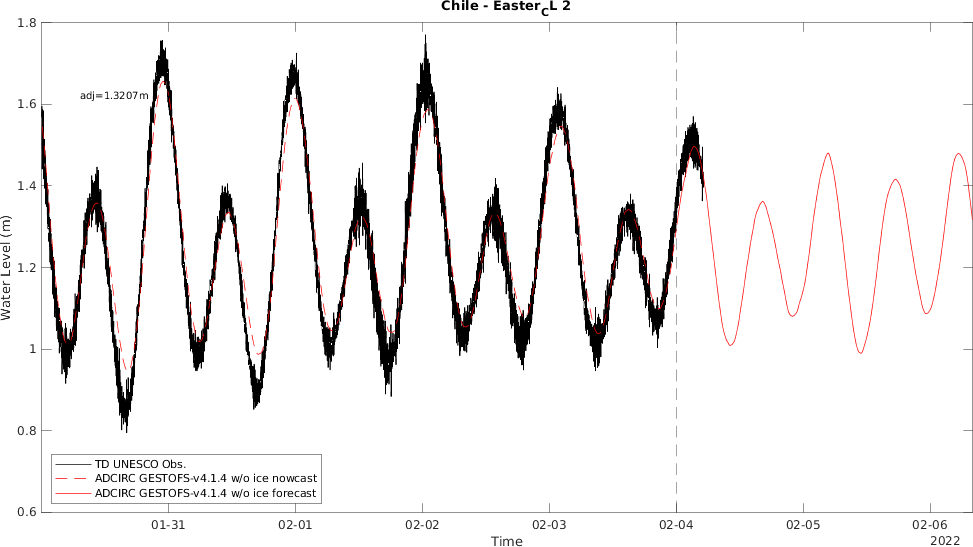 Chile - Easter_CL 2
1.8
1.6
1.4
1.2
1
0.8
0.6
Water Level (m)
adj=1.3207m
TD UNESCO Obs.
ADCIRC GESTOFS-v4.1.4 w/o ice nowcast
ADCIRC GESTOFS-v4.1.4 w/o ice forecast
01-31 02-01 02-02 02-03 02-04 02-05 02-06
Time
2022